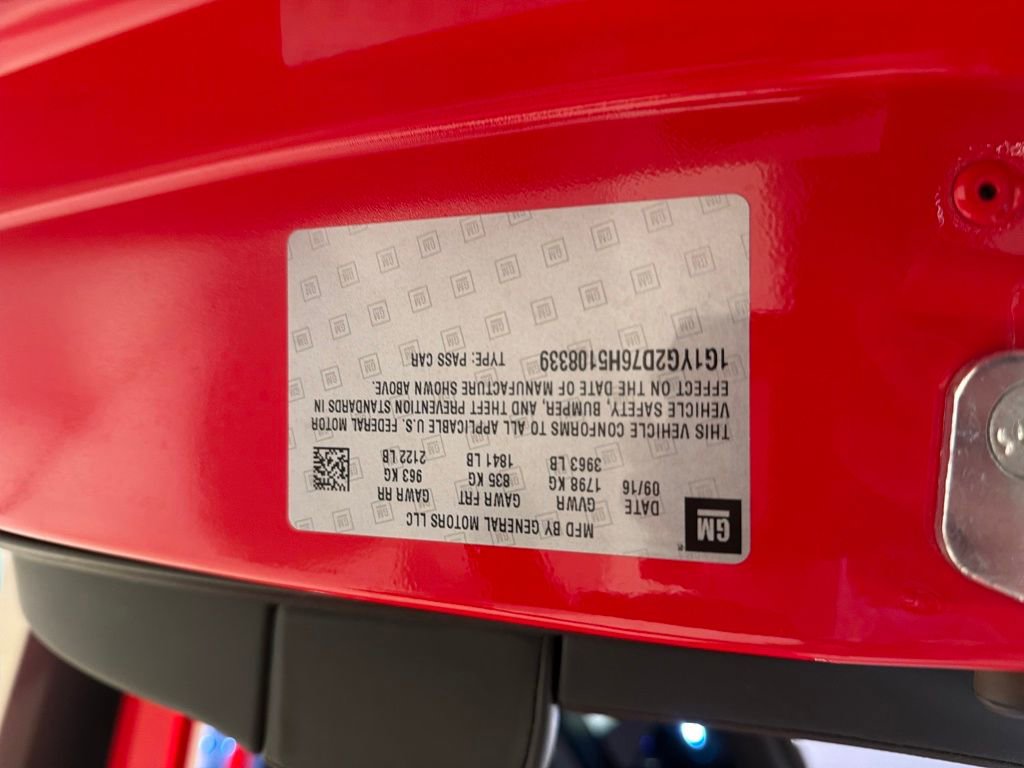 GM
MFD BY GENERAL MOTORS LLC
DATE GVWR GAWR FRT GAWR RR
09/16 1798 KG 835 KG 963 KG
3963 LB 1841 LB 2122 LB
THIS VEHICLE CONFORMS TO ALL APPLICABLE U.S. FEDERAL MOTOR
VEHICLE SAFETY, BUMPER, AND THEFT PREVENTION STANDARDS IN
EFFECT ON THE DATE OF MANUFACTURE SHOWN ABOVE.
1G1YG2D76H5108339 TYPE: PASS CAR